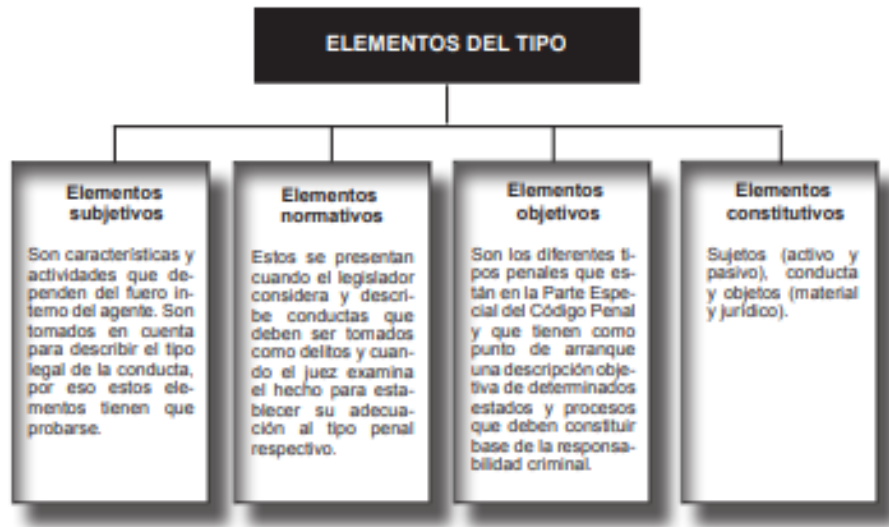 ELEMENTOS DEL TIPO
Elementos
subjetivos
Son características y
actividades que de-
penden del fuero in-
terno del agente. Son
tomados en cuenta
para describir el tipo
legal de la conducta,
por eso estos ele-
mentos tienen que
probarse.
Elementos
normativos
Estos se presentan
cuando el legislador
considera y descri-
be conductas que
deben ser tomados
como delitos y cuan-
do el juez examina
el hecho para esta-
blecer su adecua-
ción al tipo penal
respectivo.
Elementos
objetivos
Son los diferentes ti-
pos penales que es-
tán en la Parte Espe-
cial del Código Penal
y que tienen como
punto de arranque
una descripción obje-
tiva de determinados
estados y procesos
que deben constituir
base de la responsa-
bilidad criminal.
Elementos
constitutivos
Sujetos (activo y
pasivo), conducta
y objetos (material
y jurídico).